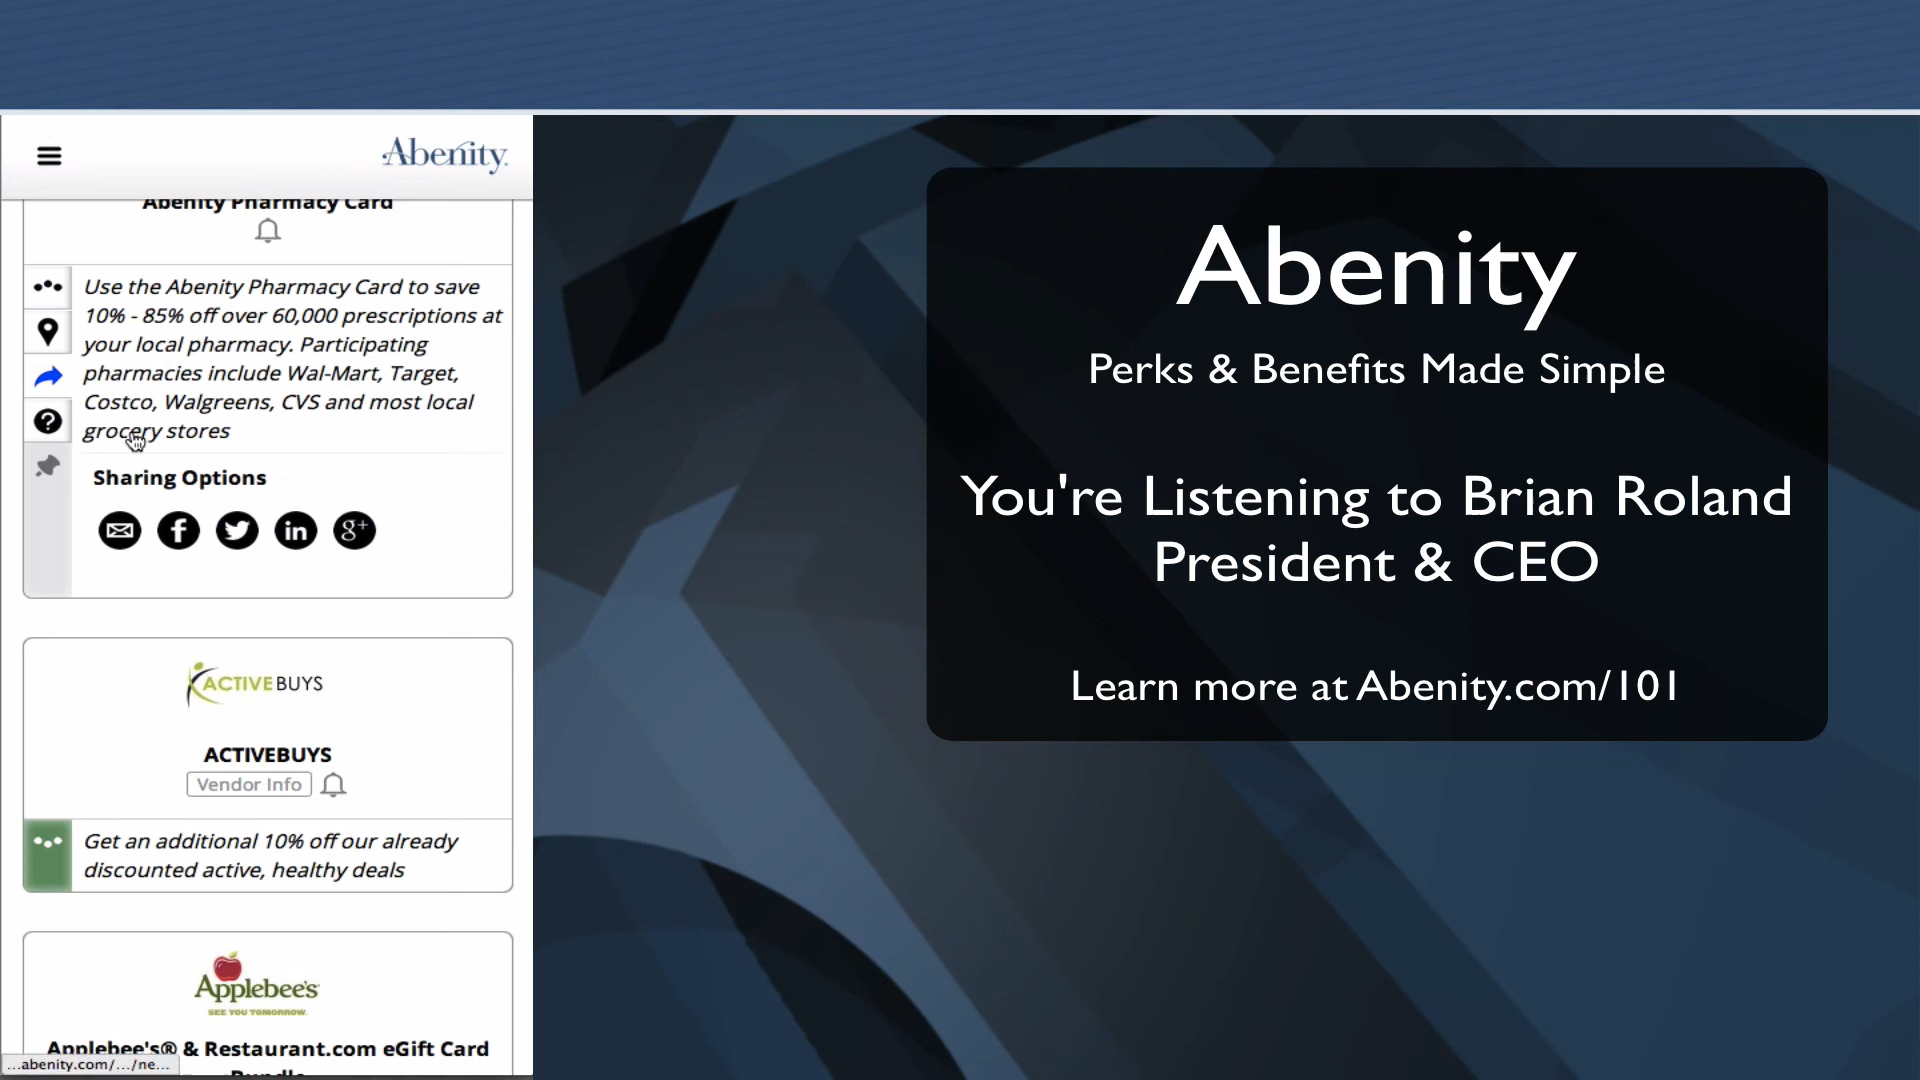 Abenity
Abenity Pharmacy Card
Use the Abenity Pharmacy Card to save
10% - 85% off over 60,000 prescriptions at
your local pharmacy. Participating
pharmacies include Wal-Mart, Target,
Costco, Walgreens, CVS and most local
grocery stores
Sharing Options
ACTIVEBUYS
ACTIVEBUYS
Vendor Info
Get an additional 10% off our already
discounted active, healthy deals
Applebee's
SEE YOU TOMORROW.
Applebee's® & Restaurant.com eGift Card
Bundle
...abenity.com/.../ne...
Abenity
Perks & Benefits Made Simple
You're Listening to Brian Roland
President & CEO
Learn more at Abenity.com/101